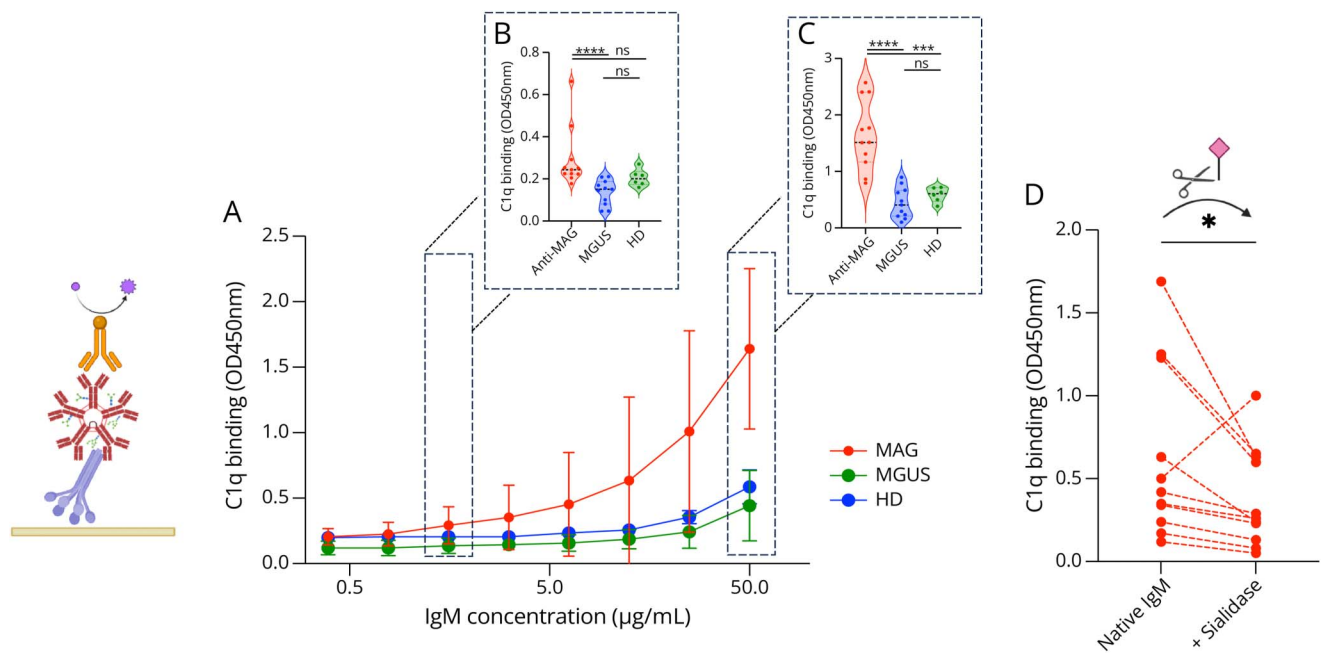 A
C1q binding (OD450nm)
2.5
2.0
1.5
1.0
0.5
0.0
0.5
5.0
50.0
IgM concentration (µg/mL)
MAG
MGUS
HD
B
C1q binding (OD450nm)
0.8
0.6
0.4
0.2
0.0
**** ns
ns
Anti-MAG
MGUS
HD
C
C1q binding (OD450nm)
3
2
1
0
**** ***
ns
Anti-MAG
MGUS
HD
D
*
C1q binding (OD450nm)
2.0
1.5
1.0
0.5
0.0
Native IgM
+ Sialidase